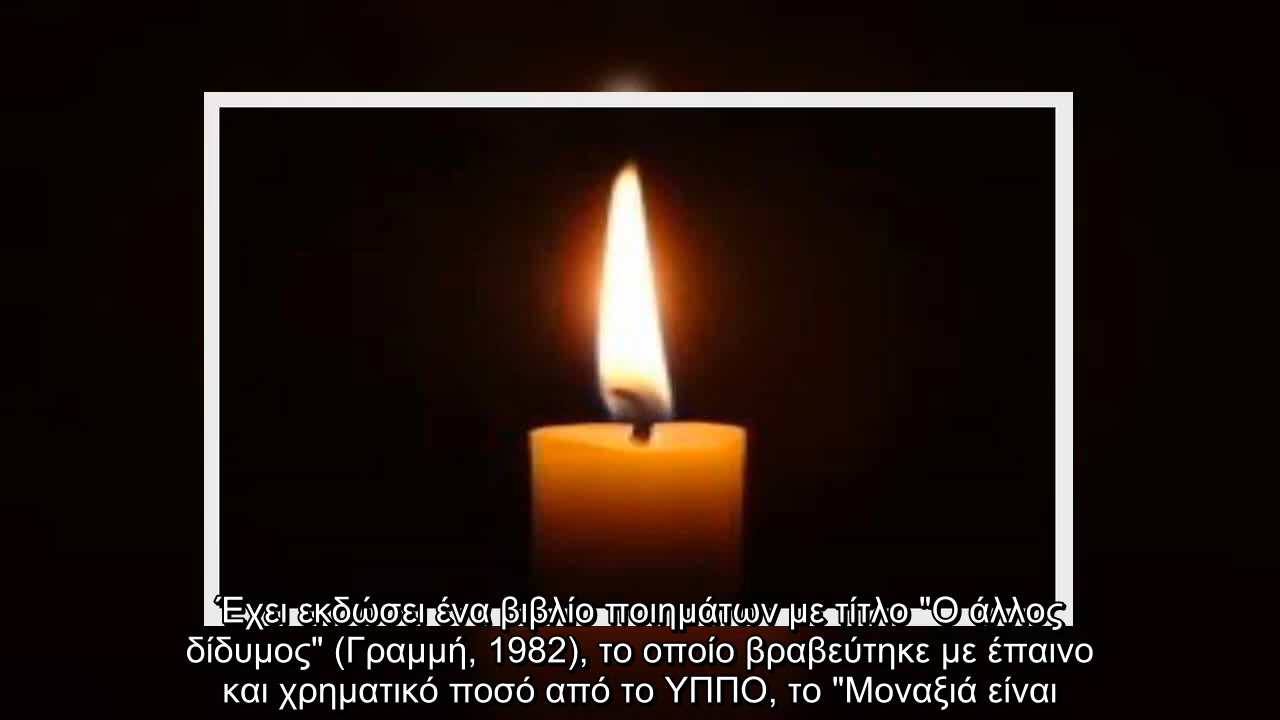 Έχει εκδώσει ένα βιβλίο ποιημάτων με τίτλο "Ο άλλος
δίδυμος" (Γραμμή, 1982), το οποίο βραβεύτηκε με έπαινο
και χρηματικό ποσό από το ΥΠΠΟ, το "Μοναξιά είναι